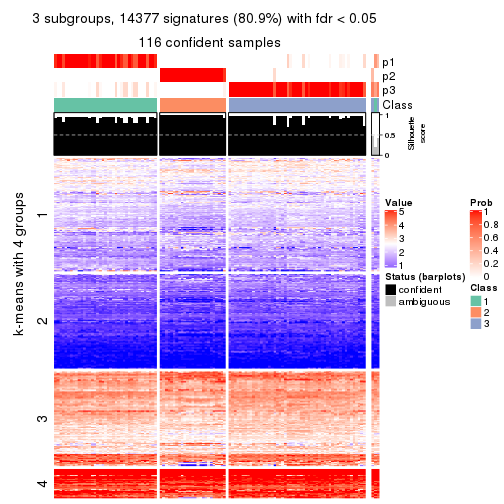 3 subgroups, 14377 signatures (80.9%) with fdr < 0.05
116 confident samples
p1
p2
p3
Class
1
0.5
0
Silhouette
score
k-means with 4 groups
1
2
3
4
Value
5
4
3
2
1
Status (barplots)
confident
ambiguous
Prob
1
0.8
0.6
0.4
0.2
0
Class
1
2
3